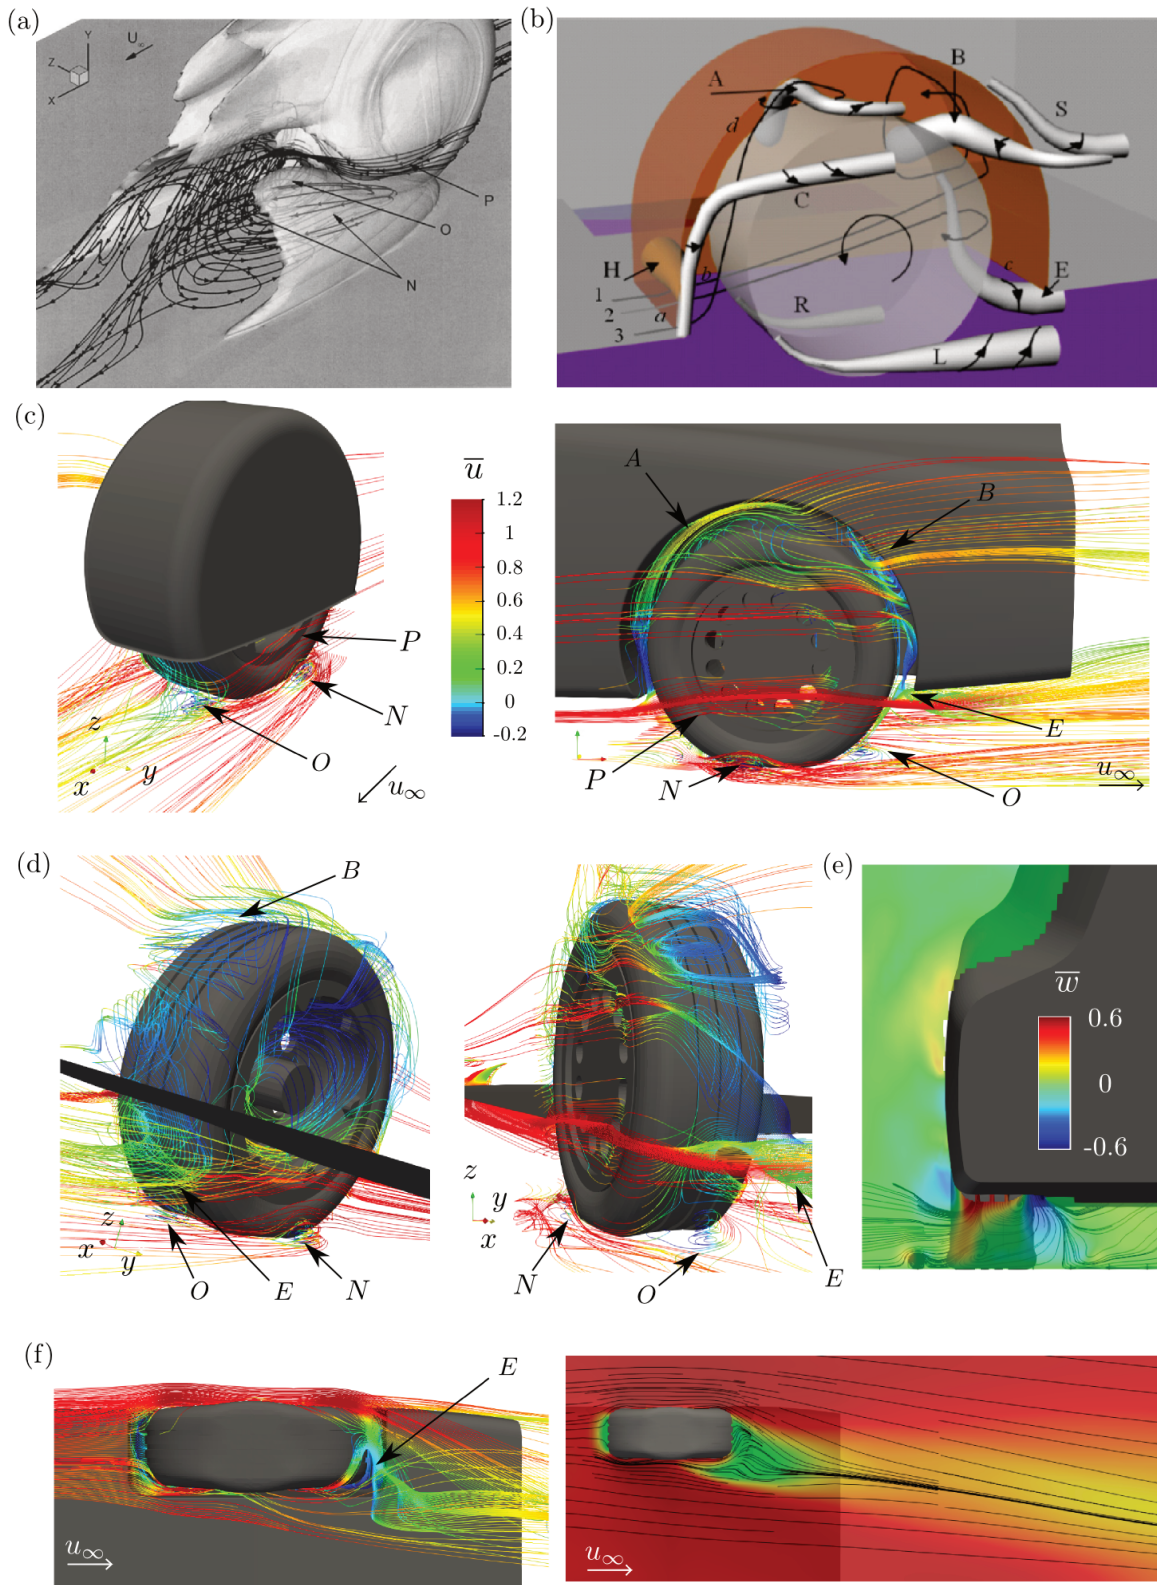 (a)
U∞
Y
Z
X
P
O
N
(b)
A
B
S
d
C
H
b
1
2
a
3
R
c
E
L
(c)
u̅
1.2
1
0.8
0.6
0.4
0.2
0
-0.2
P
N
O
z
x
y
u∞
A
B
E
P
N
O
u∞
(d)
B
z
x
y
O
E
N
z
y
x
N
O
E
(e)
w̅
0.6
0
-0.6
(f)
E
u∞
u∞